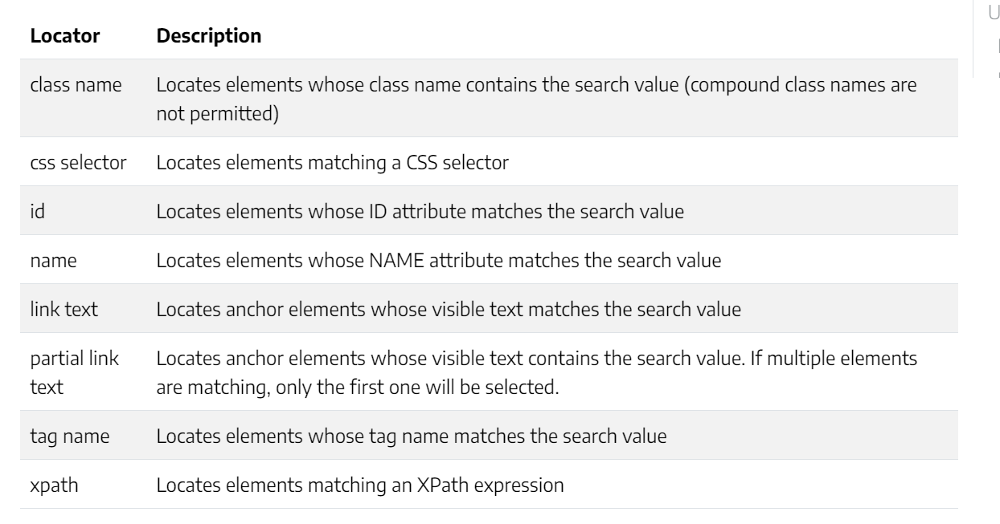 Locator Description
class name Locates elements whose class name contains the search value (compound class names are
not permitted)
css selector Locates elements matching a CSS selector
id Locates elements whose ID attribute matches the search value
name Locates elements whose NAME attribute matches the search value
link text Locates anchor elements whose visible text matches the search value
partial link Locates anchor elements whose visible text contains the search value. If multiple elements
text are matching, only the first one will be selected.
tag name Locates elements whose tag name matches the search value
xpath Locates elements matching an XPath expression